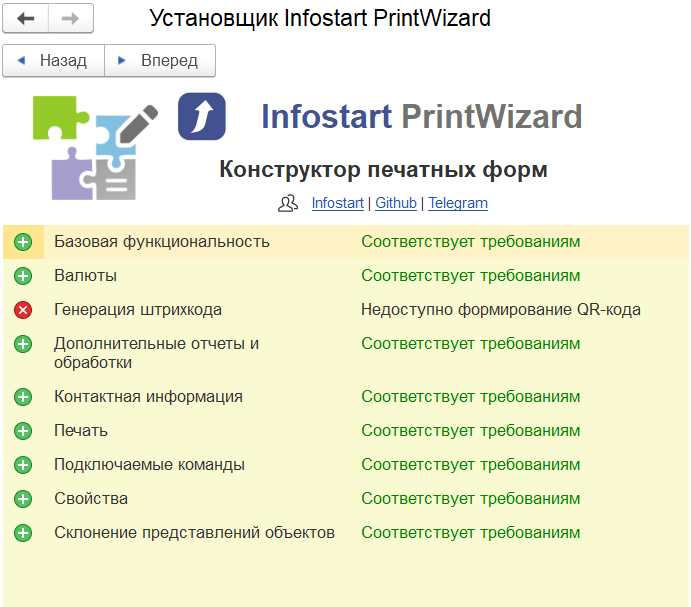 Установщик Infostart PrintWizard
Назад Вперед
Infostart PrintWizard
Конструктор печатных форм
Infostart | Github | Telegram
Базовая функциональность Соответствует требованиям
Валюты Соответствует требованиям
Генерация штрихкода Недоступно формирование QR-кода
Дополнительные отчеты и Соответствует требованиям
обработки
Контактная информация Соответствует требованиям
Печать Соответствует требованиям
Подключаемые команды Соответствует требованиям
Свойства Соответствует требованиям
Склонение представлений объектов Соответствует требованиям